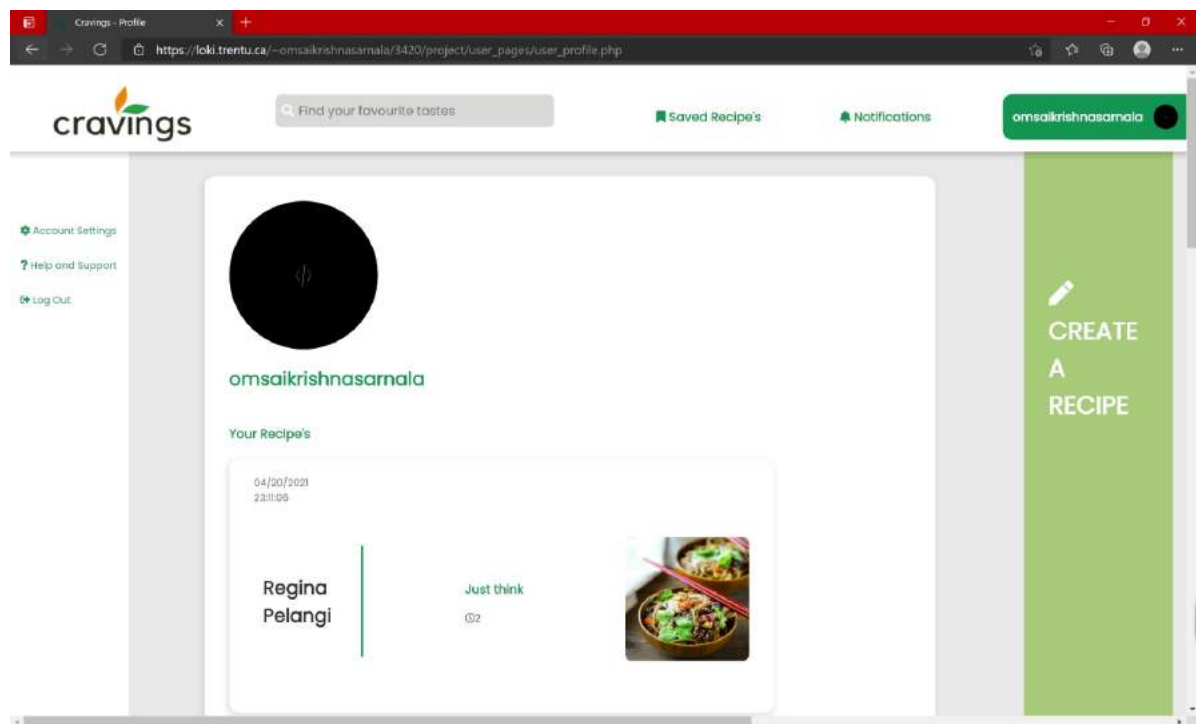 Cravings - Profile
https://loki.trentu.ca/~omsaikrishnasarnala/3420/project/user_pages/user_profile.php
cravings
Find your favourite tastes
Saved Recipe's
Notifications
omsaikrishnasarnala
Account Settings
? Help and Support
Log Out
omsaikrishnasarnala
Your Recipe's
04/20/2021
23:11:06
Regina
Pelangi
Just think
2
CREATE
A
RECIPE